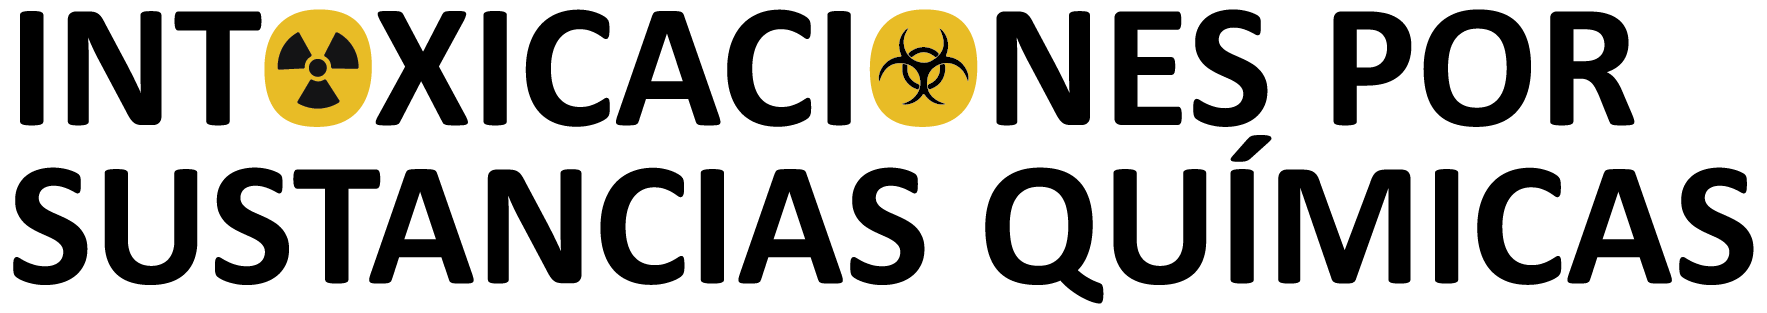 INTOXICACIONES POR
SUSTANCIAS QUÍMICAS